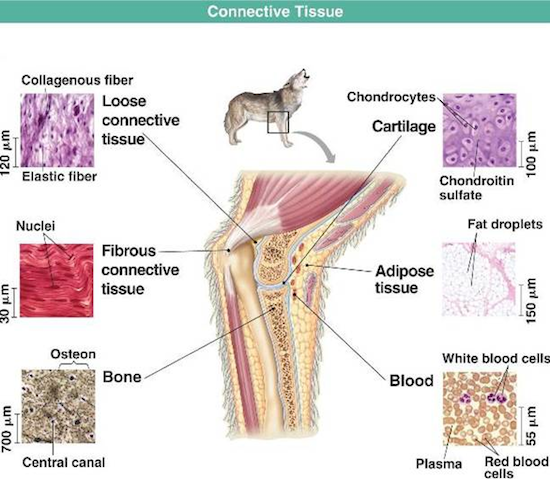 Connective Tissue
Collagenous fiber
Loose
connective
tissue
120 μm
Elastic fiber
Nuclei
Fibrous
connective
tissue
30 μm
Osteon
Bone
700 μm
Central canal
Chondrocytes
Cartilage
100 μm
Chondroitin
sulfate
Fat droplets
Adipose
tissue
150 μm
White blood cells
Blood
55 μm
Plasma
Red blood
cells